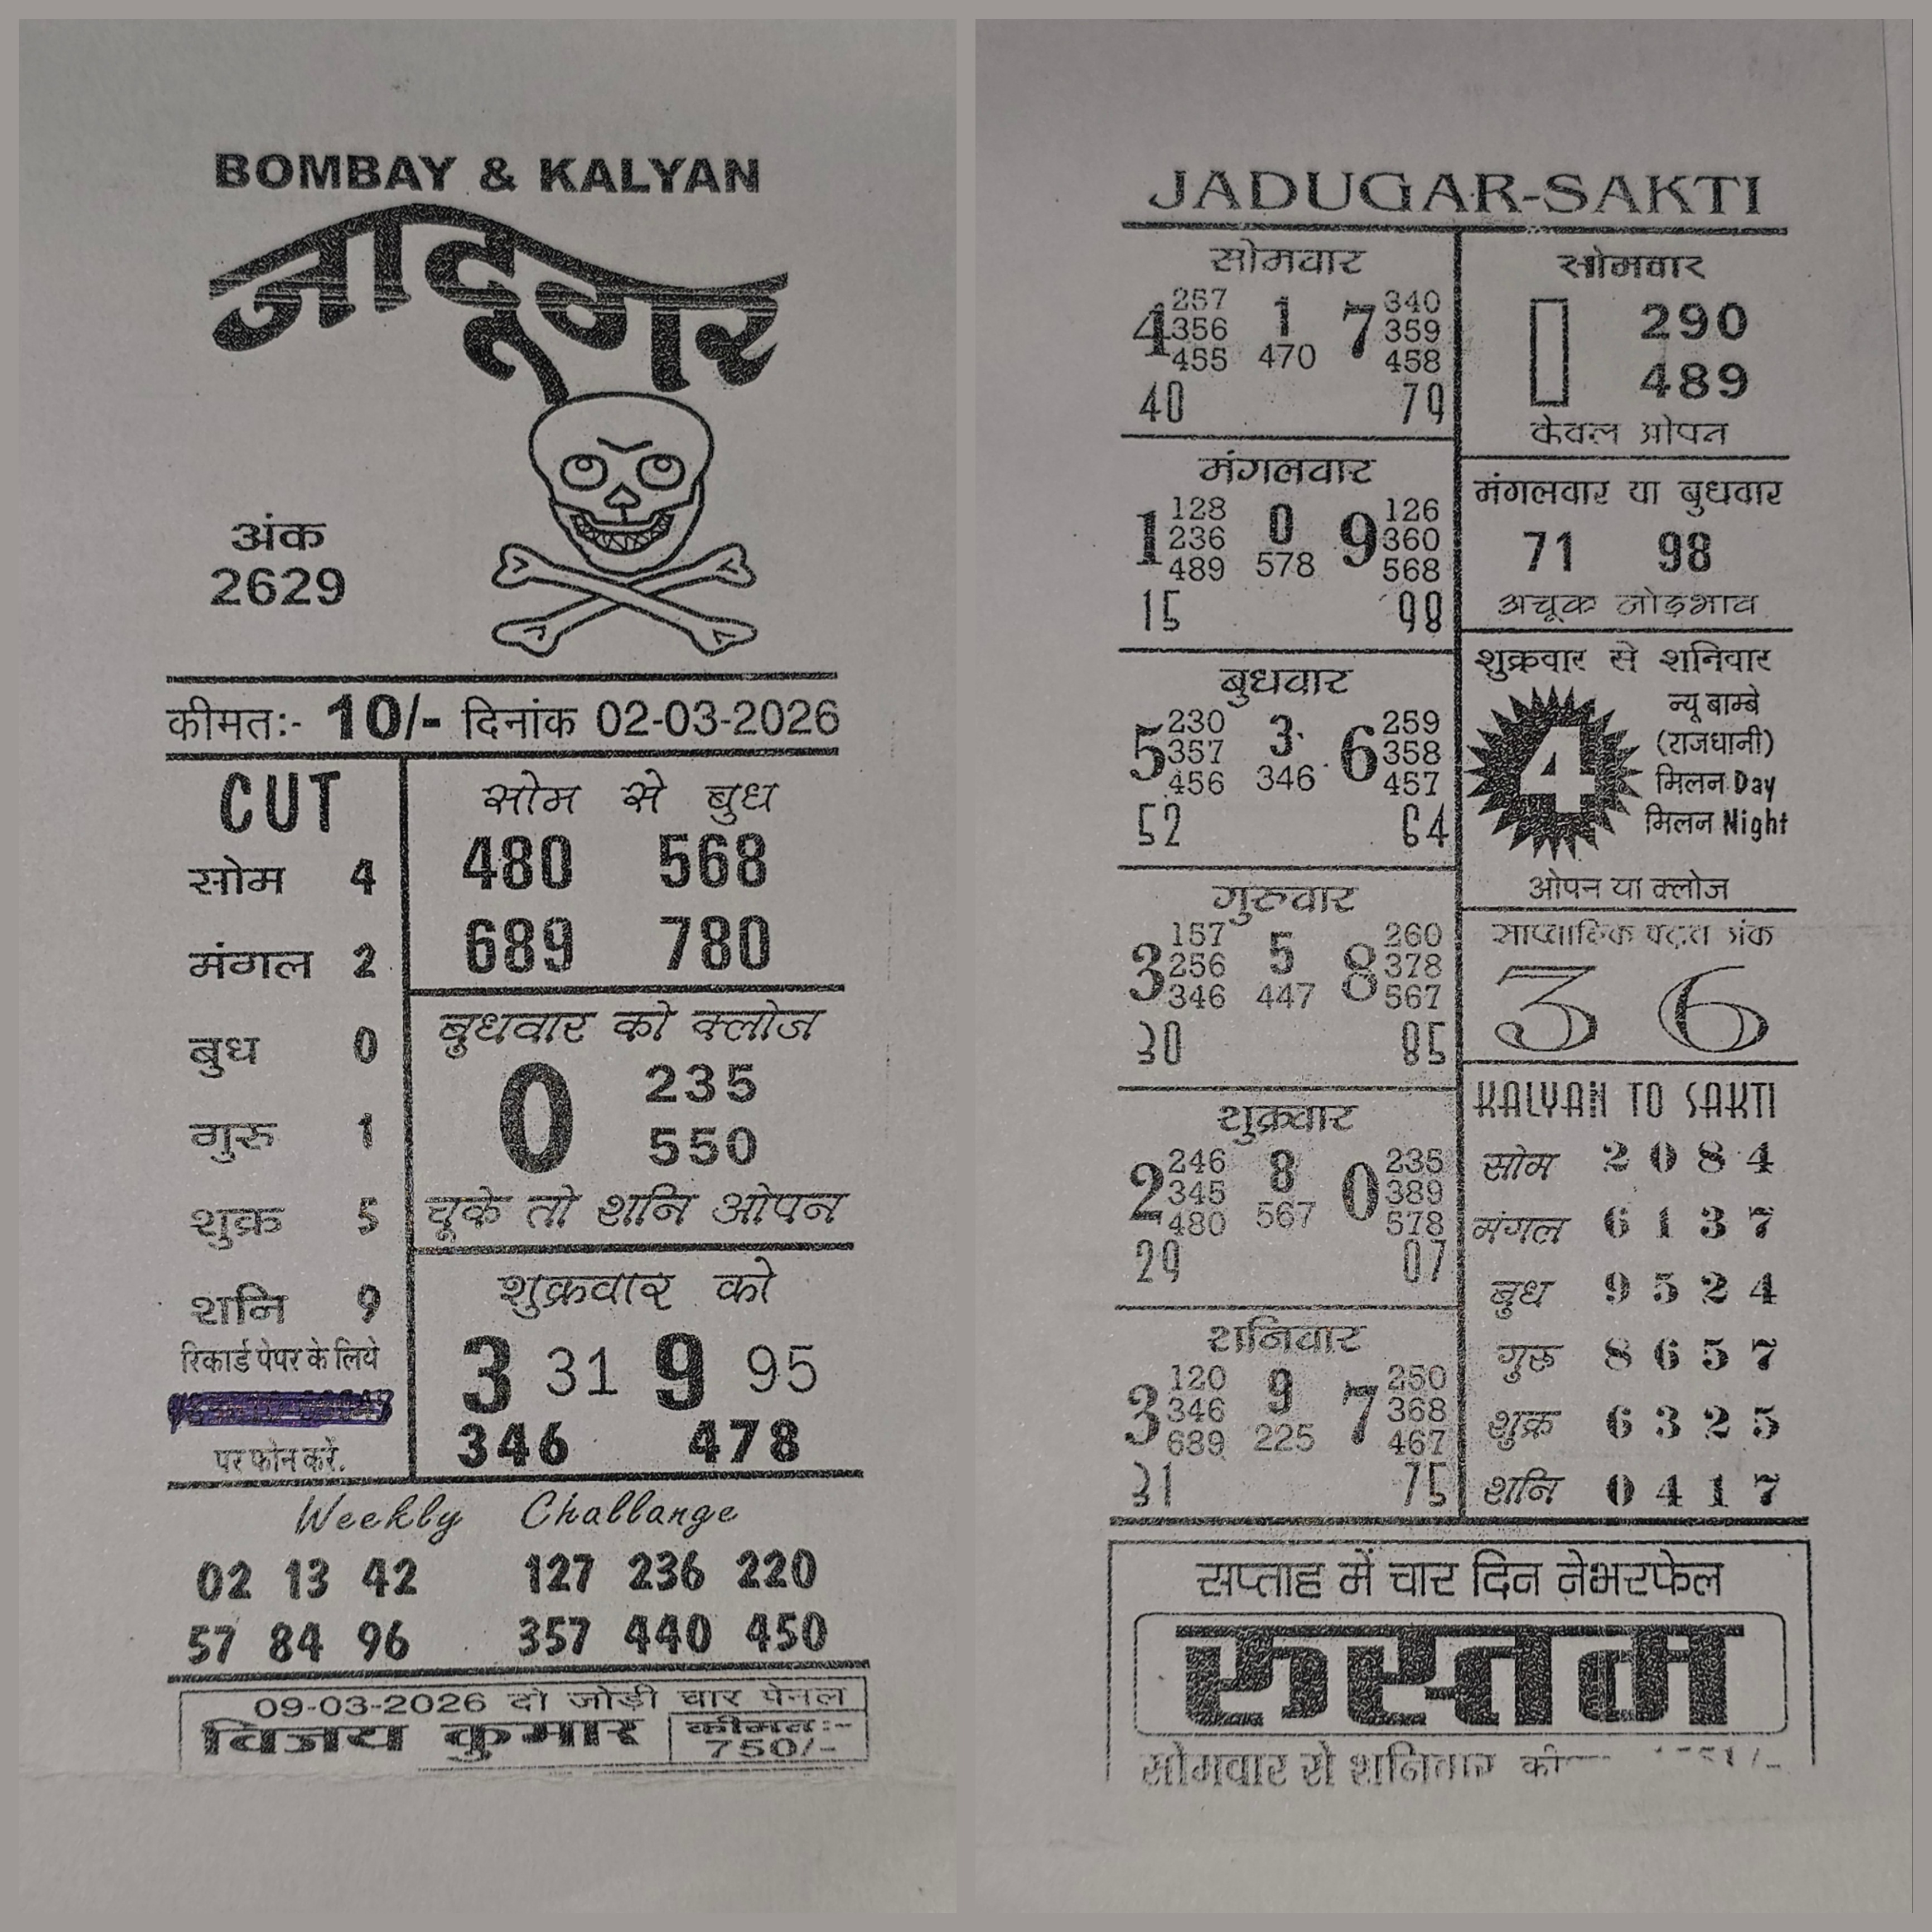 BOMBAY & KALYAN
जादूगर
अंक
2629
कीमतः- 10/- दिनांक 02-03-2026
CUT
सोम 4
मंगल 2
बुध 0
गुरु 1
शुक्र 5
शनि 9
रिकार्ड पेपर के लिये
पर फोन करें.
सोम से बुध
480 568
689 780
बुधवार को क्लोज
0 235
550
चूके तो शनि ओपन
शुक्रवार को
3 31 9 95
346 478
Weekly Challange
02 13 42 127 236 220
57 84 96 357 440 450
09-03-2026 दो जोड़ी चार पेनल
विजय कुमार कीमतः-
750/-
JADUGAR-SAKTI
सोमवार
257 340
4 356 1 7 359
455 470 458
40 79
मंगलवार
128 126
1 236 0 9 360
489 578 568
15 98
बुधवार
230 259
5 357 3 6 358
456 346 457
52 64
गुरुवार
157 260
3 256 5 8 378
346 447 567
30 85
शुक्रवार
246 235
2 345 8 0 389
480 567 578
29 07
शनिवार
120 250
3 346 9 7 368
689 225 467
31 75
सोमवार
0 290
489
केवल ओपन
मंगलवार या बुधवार
71 98
अचूक जोड़भाव
शुक्रवार से शनिवार
4 न्यू बाम्बे
(राजधानी)
मिलन Day
मिलन Night
ओपन या क्लोज
साप्ताहिक अंक
3 6
KALYAN TO SAKTI
सोम 2 0 8 4
मंगल 6 1 3 7
बुध 9 5 2 4
गुरु 8 6 5 7
शुक्र 6 3 2 5
शनि 0 4 1 7
सप्ताह में चार दिन नेभरफेल
रुस्तम
सोमवार से शनिवार